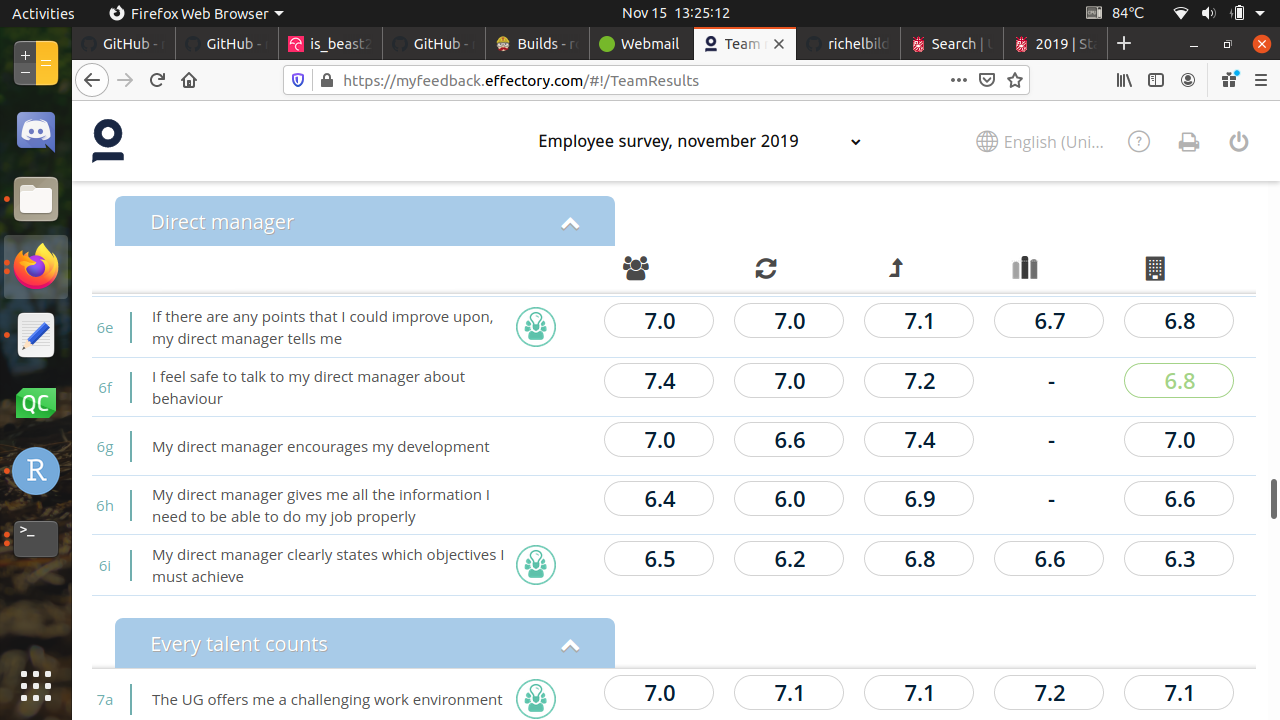 Activities Firefox Web Browser Nov 15 13:25:12 84°C
GitHub - GitHub - is_beast2 GitHub - Builds - r Webmail Team richelbild Search | 2019 | St
https://myfeedback.effectory.com/#!/TeamResults
Employee survey, november 2019 English (Uni... ?
Direct manager
6e If there are any points that I could improve upon, 7.0 7.0 7.1 6.7 6.8
my direct manager tells me
6f I feel safe to talk to my direct manager about 7.4 7.0 7.2 - 6.8
behaviour
6g My direct manager encourages my development 7.0 6.6 7.4 - 7.0
6h My direct manager gives me all the information I 6.4 6.0 6.9 - 6.6
need to be able to do my job properly
6i My direct manager clearly states which objectives I 6.5 6.2 6.8 6.6 6.3
must achieve
Every talent counts
7a The UG offers me a challenging work environment 7.0 7.1 7.1 7.2 7.1
QC
R
>_